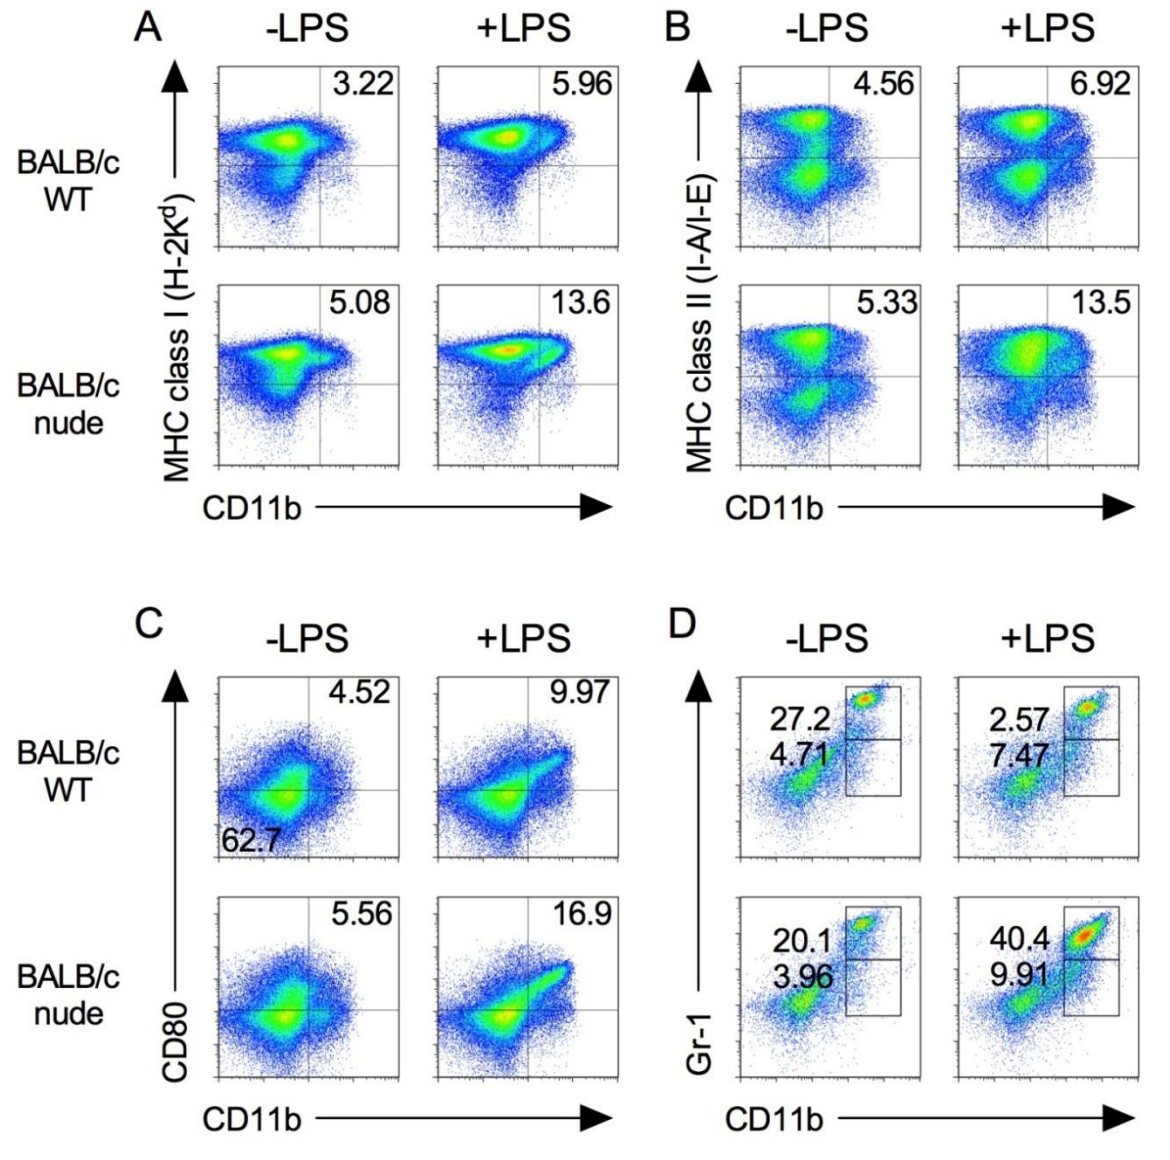 A
-LPS
+LPS
BALB/c
WT
3.22
5.96
BALB/c
nude
5.08
13.6
MHC class I (H-2Kᵈ)
CD11b
B
-LPS
+LPS
4.56
6.92
5.33
13.5
MHC class II (I-A/I-E)
CD11b
C
-LPS
+LPS
BALB/c
WT
4.52
62.7
9.97
BALB/c
nude
5.56
16.9
CD80
CD11b
D
-LPS
+LPS
27.2
4.71
2.57
7.47
20.1
3.96
40.4
9.91
Gr-1
CD11b